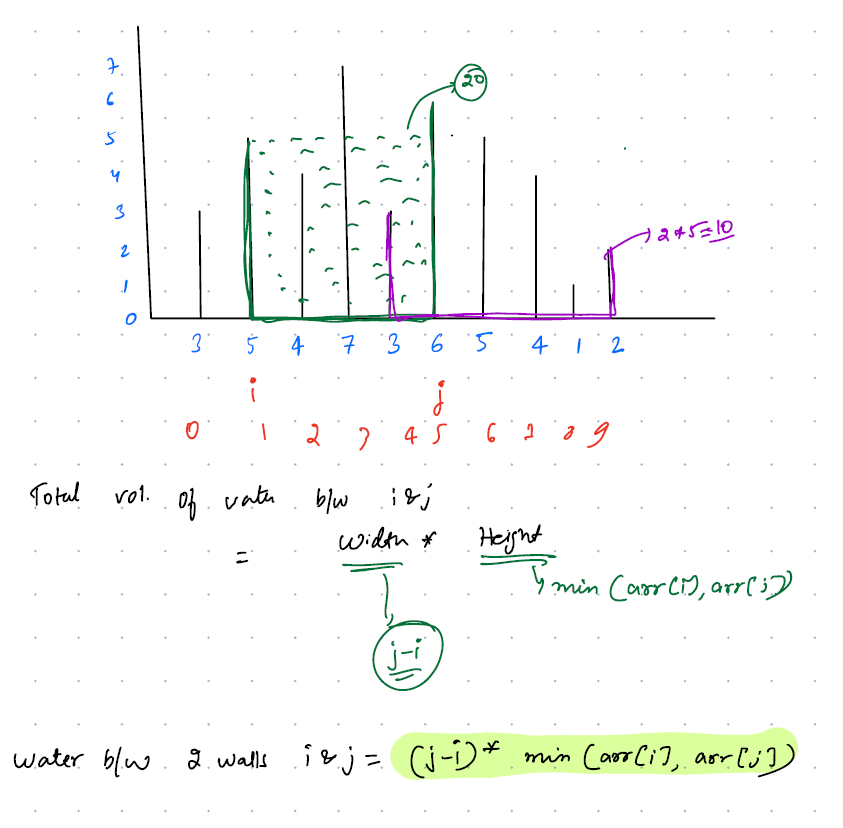 7
6
5
4
3
2
1
0
20
2*5=10
3 5 4 7 3 6 5 4 1 2
i j
0 1 2 3 4 5 6 7 8 9
Total vol. of water b/w i & j
= Width * Height
min (arr[i], arr[j])
j-i
Water b/w 2 walls i & j = (j-i) * min (arr[i], arr[j])